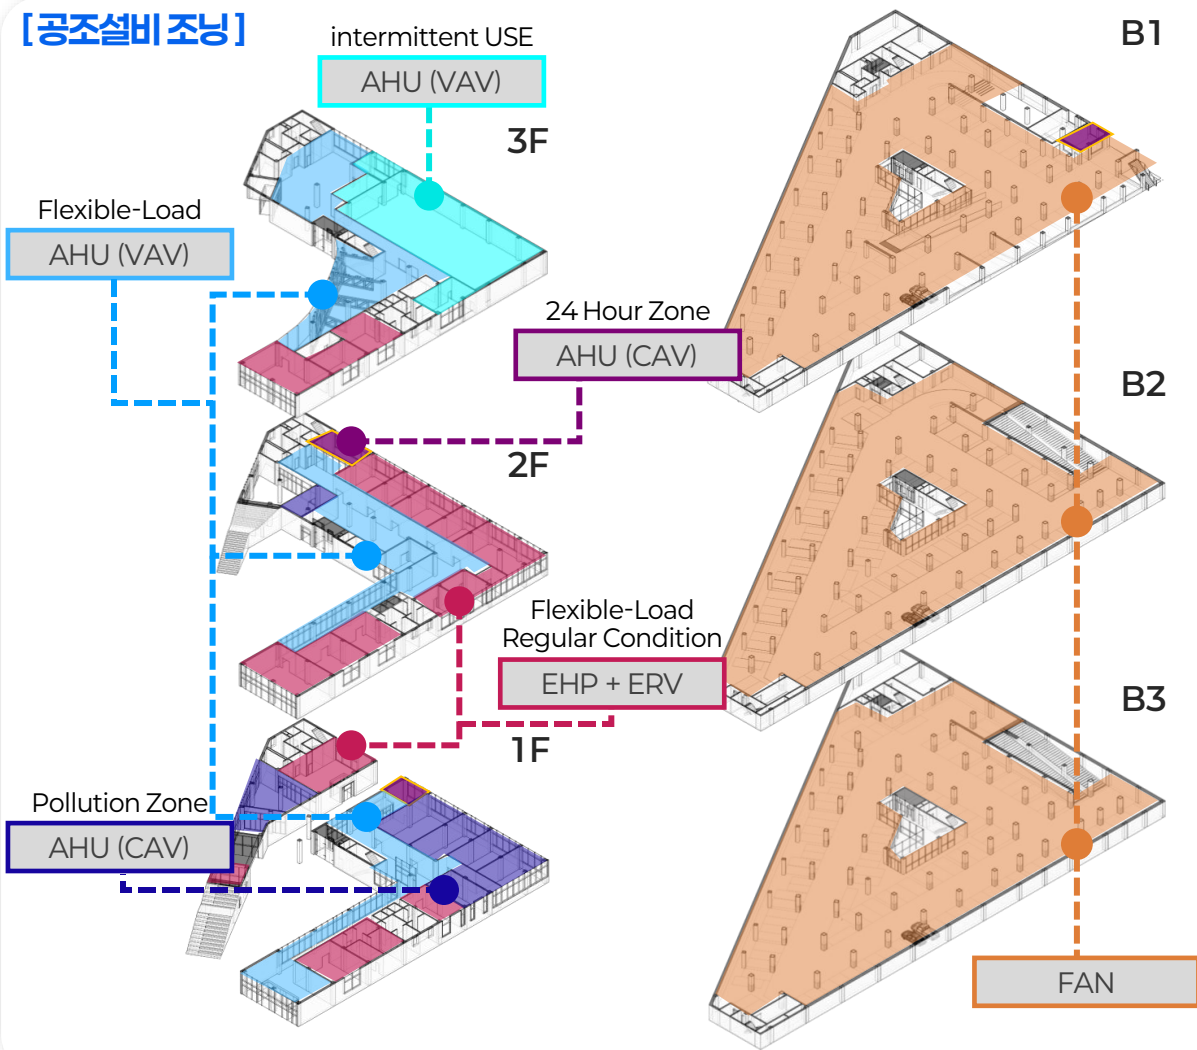 [공조설비 조닝]
intermittent USE
AHU (VAV)
3F
Flexible-Load
AHU (VAV)
24 Hour Zone
AHU (CAV)
2F
Flexible-Load
Regular Condition
EHP + ERV
1F
Pollution Zone
AHU (CAV)
B1
B2
B3
FAN